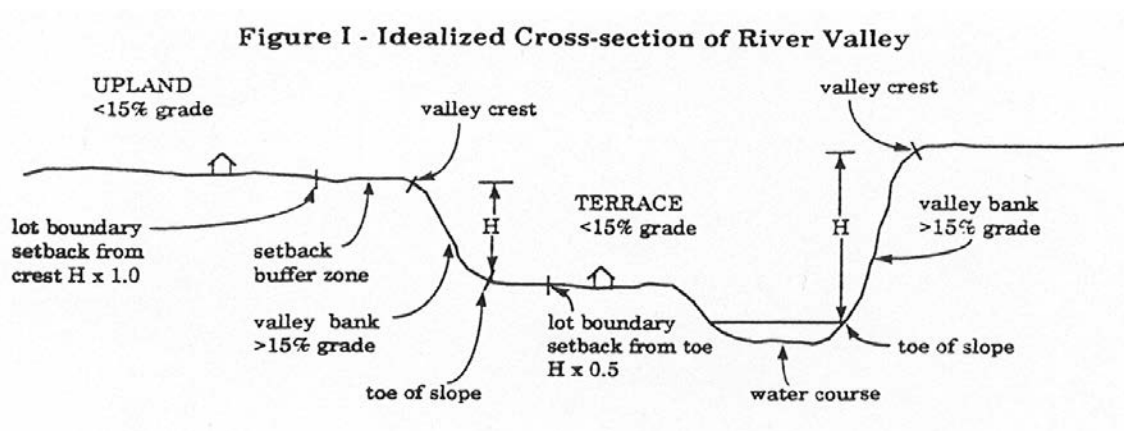 Figure I - Idealized Cross-section of River Valley
UPLAND
<15% grade
valley crest
valley crest
lot boundary
setback from
crest H x 1.0
setback
buffer zone
H
TERRACE
<15% grade
H
valley bank
>15% grade
valley bank
>15% grade
toe of slope
lot boundary
setback from toe
H x 0.5
water course
toe of slope